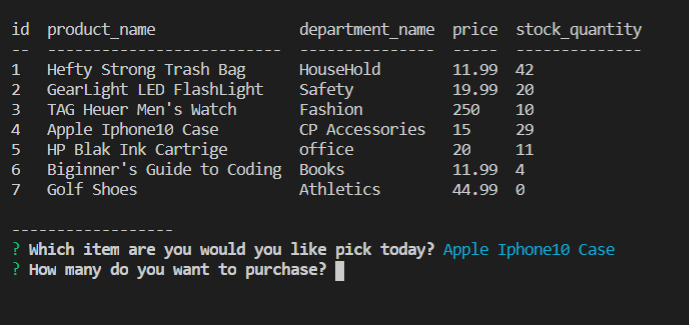 id  product_name                department_name  price  stock_quantity
--  --------------------------  ---------------  -----  --------------
1   Hefty Strong Trash Bag      HouseHold        11.99  42
2   GearLight LED FlashLight    Safety           19.99  20
3   TAG Heuer Men's Watch       Fashion          250    10
4   Apple Iphone10 Case         CP Accessories   15     29
5   HP Blak Ink Cartrige        office           20     11
6   Biginner's Guide to Coding  Books            11.99  4
7   Golf Shoes                  Athletics        44.99  0
------------------
? Which item are you would you like pick today? Apple Iphone10 Case
? How many do you want to purchase?